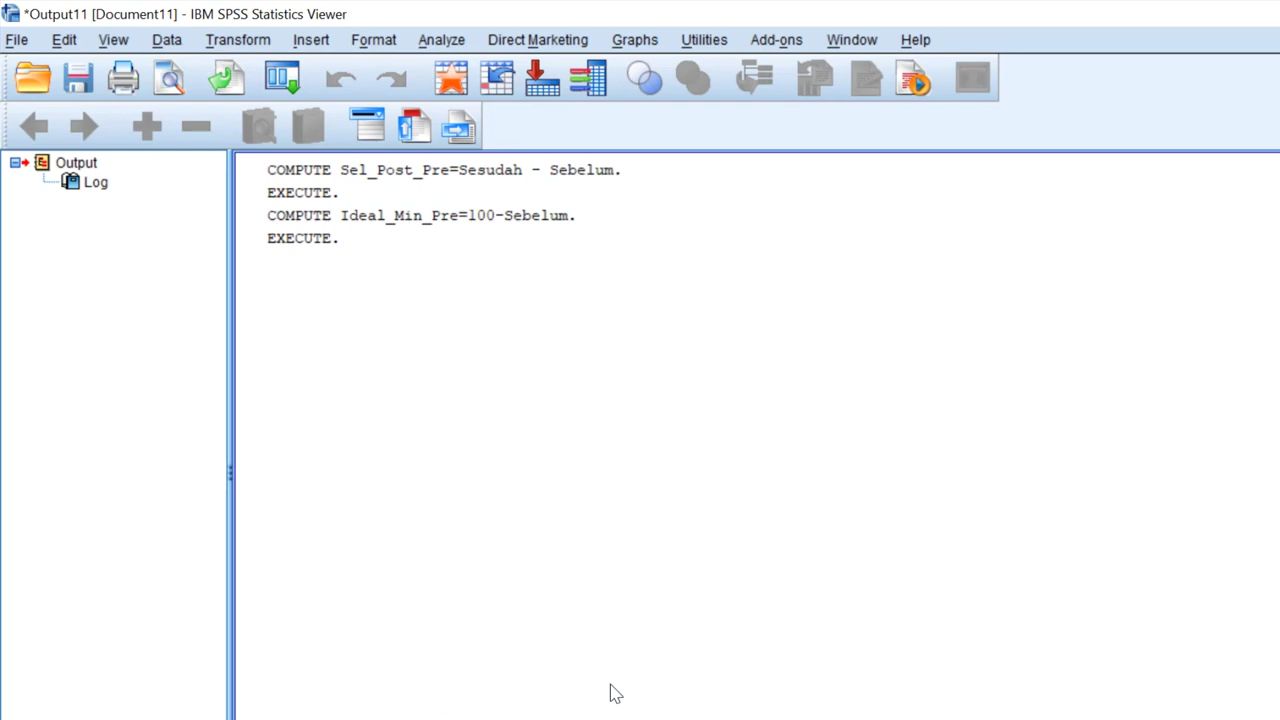 *Output11 [Document11] - IBM SPSS Statistics Viewer
File Edit View Data Transform Insert Format Analyze Direct Marketing Graphs Utilities Add-ons Window Help
Output
Log
COMPUTE Sel_Post_Pre=Sesudah - Sebelum.
EXECUTE.
COMPUTE Ideal_Min_Pre=100-Sebelum.
EXECUTE.